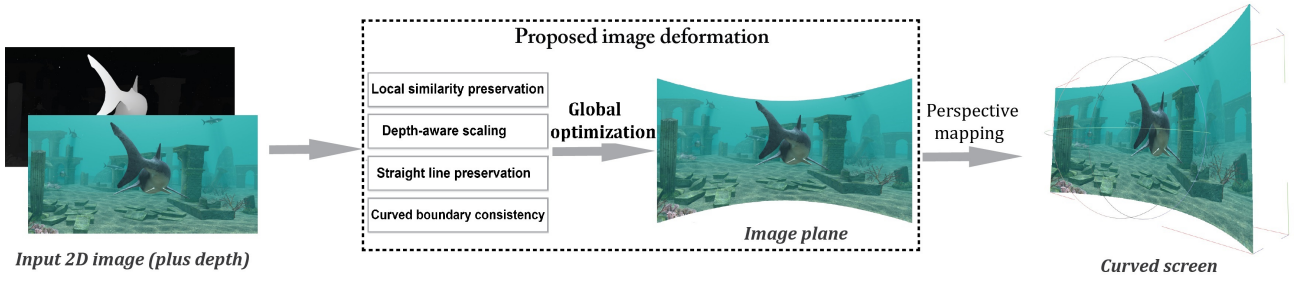 Proposed image deformation
Local similarity preservation
Depth-aware scaling
Straight line preservation
Curved boundary consistency
Global
optimization
Perspective
mapping
Input 2D image (plus depth)
Image plane
Curved screen